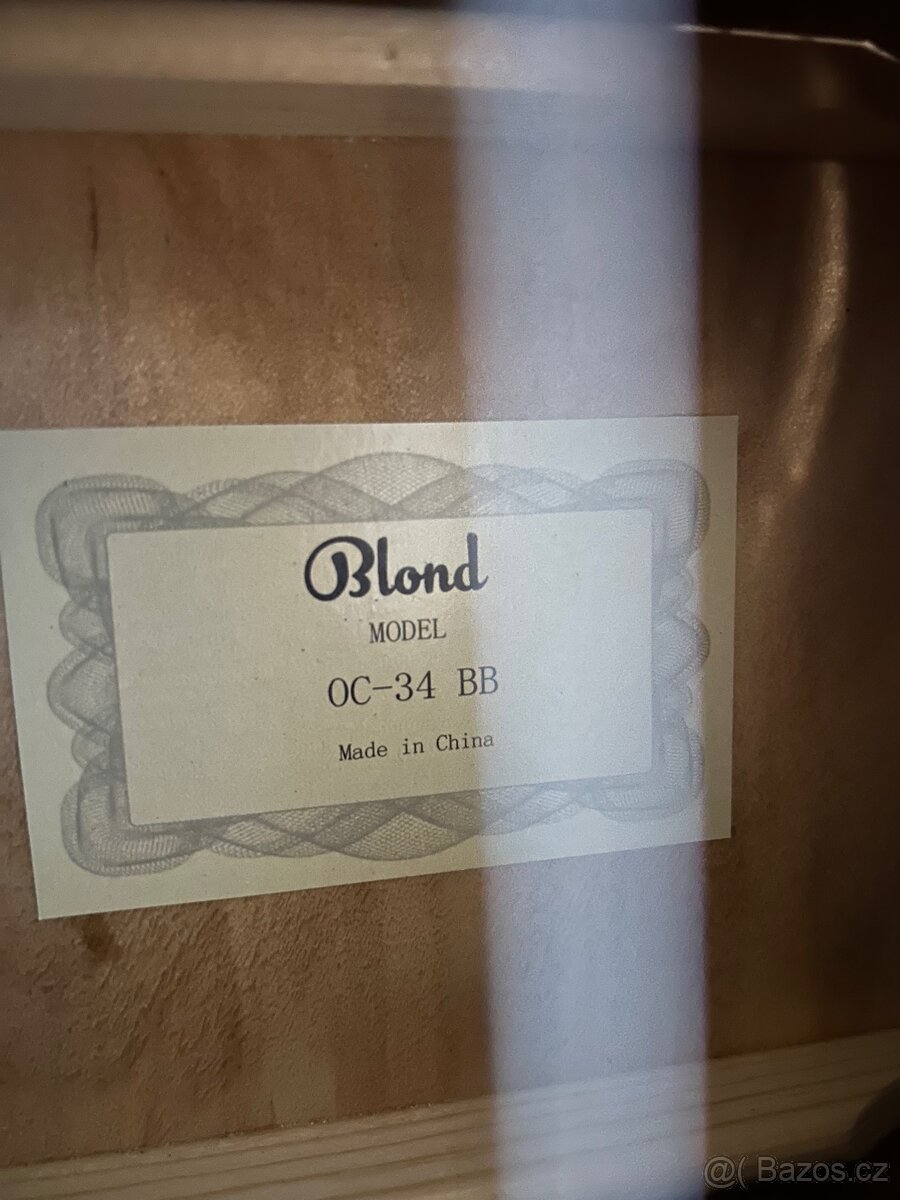 Blond
MODEL
OC-34 BB
Made in China
@( Bazos.cz